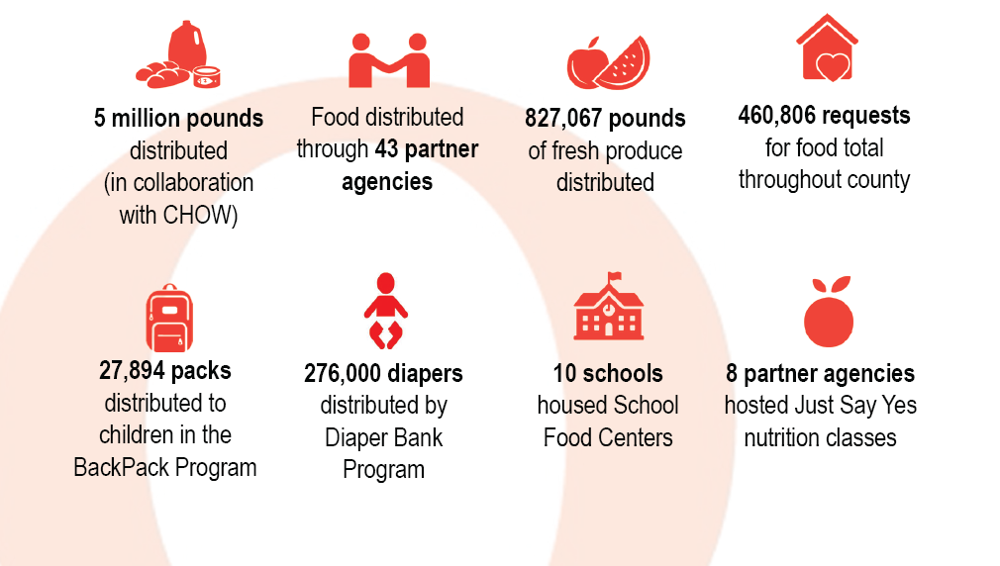 5 million pounds
distributed
(in collaboration
with CHOW)
Food distributed
through 43 partner
agencies
827,067 pounds
of fresh produce
distributed
460,806 requests
for food total
throughout county
27,894 packs
distributed to
children in the
BackPack Program
276,000 diapers
distributed by
Diaper Bank
Program
10 schools
housed School
Food Centers
8 partner agencies
hosted Just Say Yes
nutrition classes